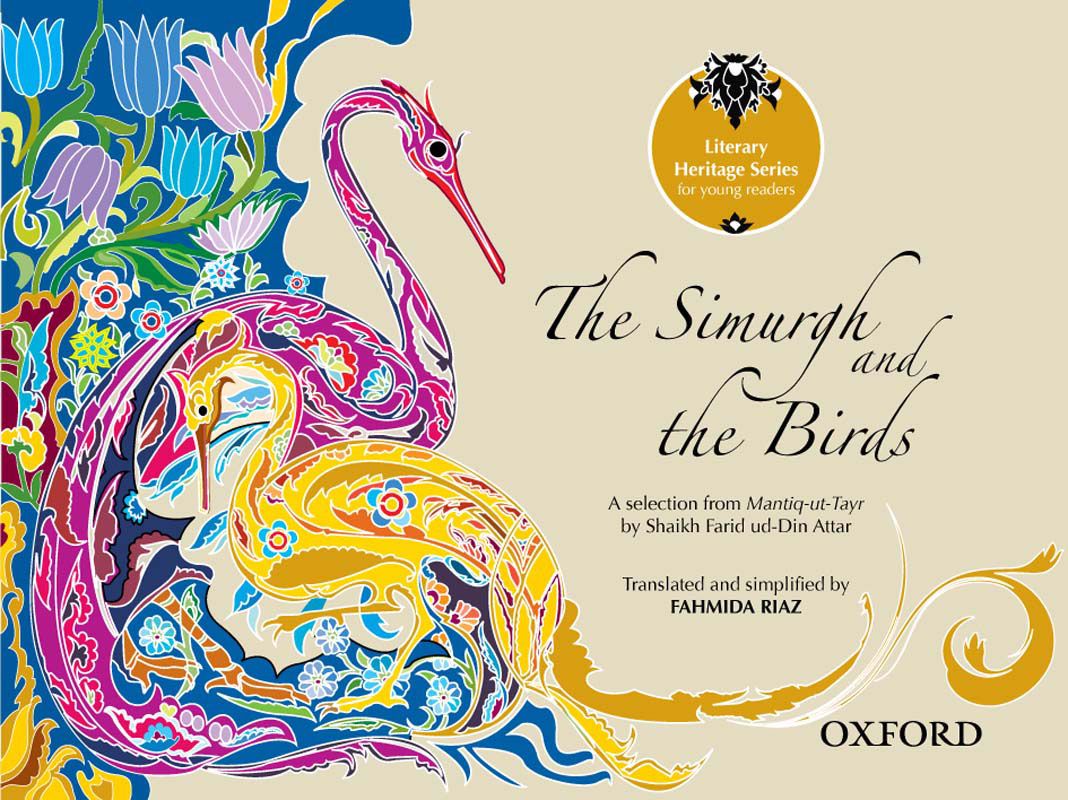 Literary
Heritage Series
for young readers
The Simurgh
and
the Birds
A selection from Mantiq-ut-Tayr
by Shaikh Farid ud-Din Attar
Translated and simplified by
FAHMIDA RIAZ
OXFORD